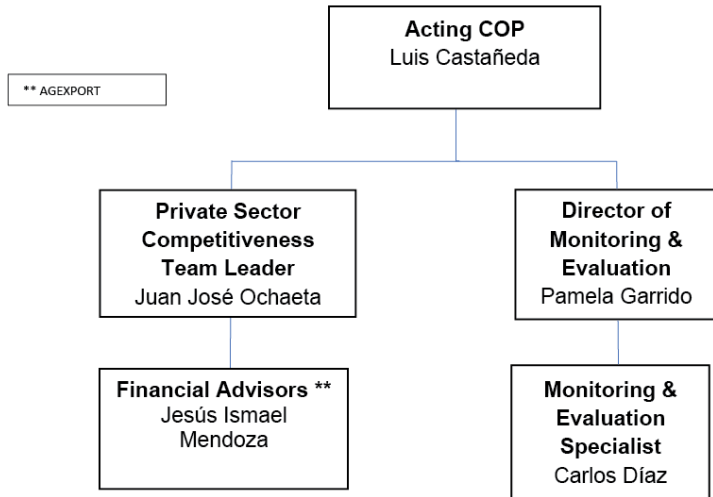 Acting COP
Luis Castañeda
** AGEXPORT
Private Sector
Competitiveness
Team Leader
Juan José Ochaeta
Director of
Monitoring &
Evaluation
Pamela Garrido
Financial Advisors **
Jesús Ismael
Mendoza
Monitoring &
Evaluation
Specialist
Carlos Díaz